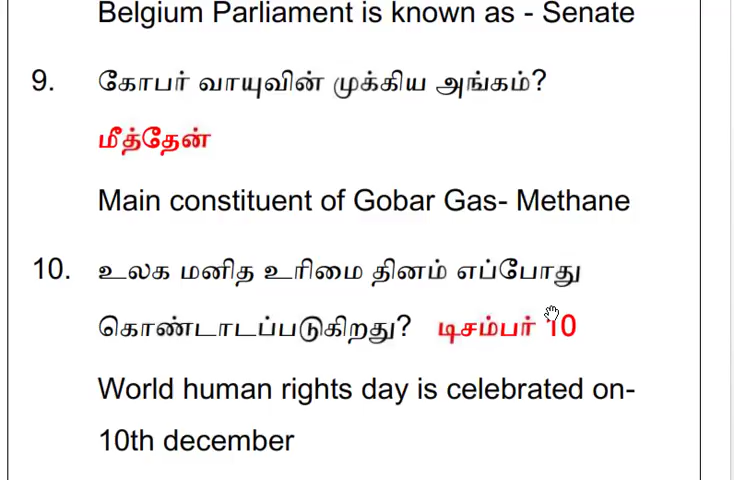 Belgium Parliament is known as - Senate
9. கோபர் வாயுவின் முக்கிய அங்கம்?
மீத்தேன்
Main constituent of Gobar Gas- Methane
10. உலக மனித உரிமை தினம் எப்போது
கொண்டாடப்படுகிறது? டிசம்பர் 10
World human rights day is celebrated on-
10th december